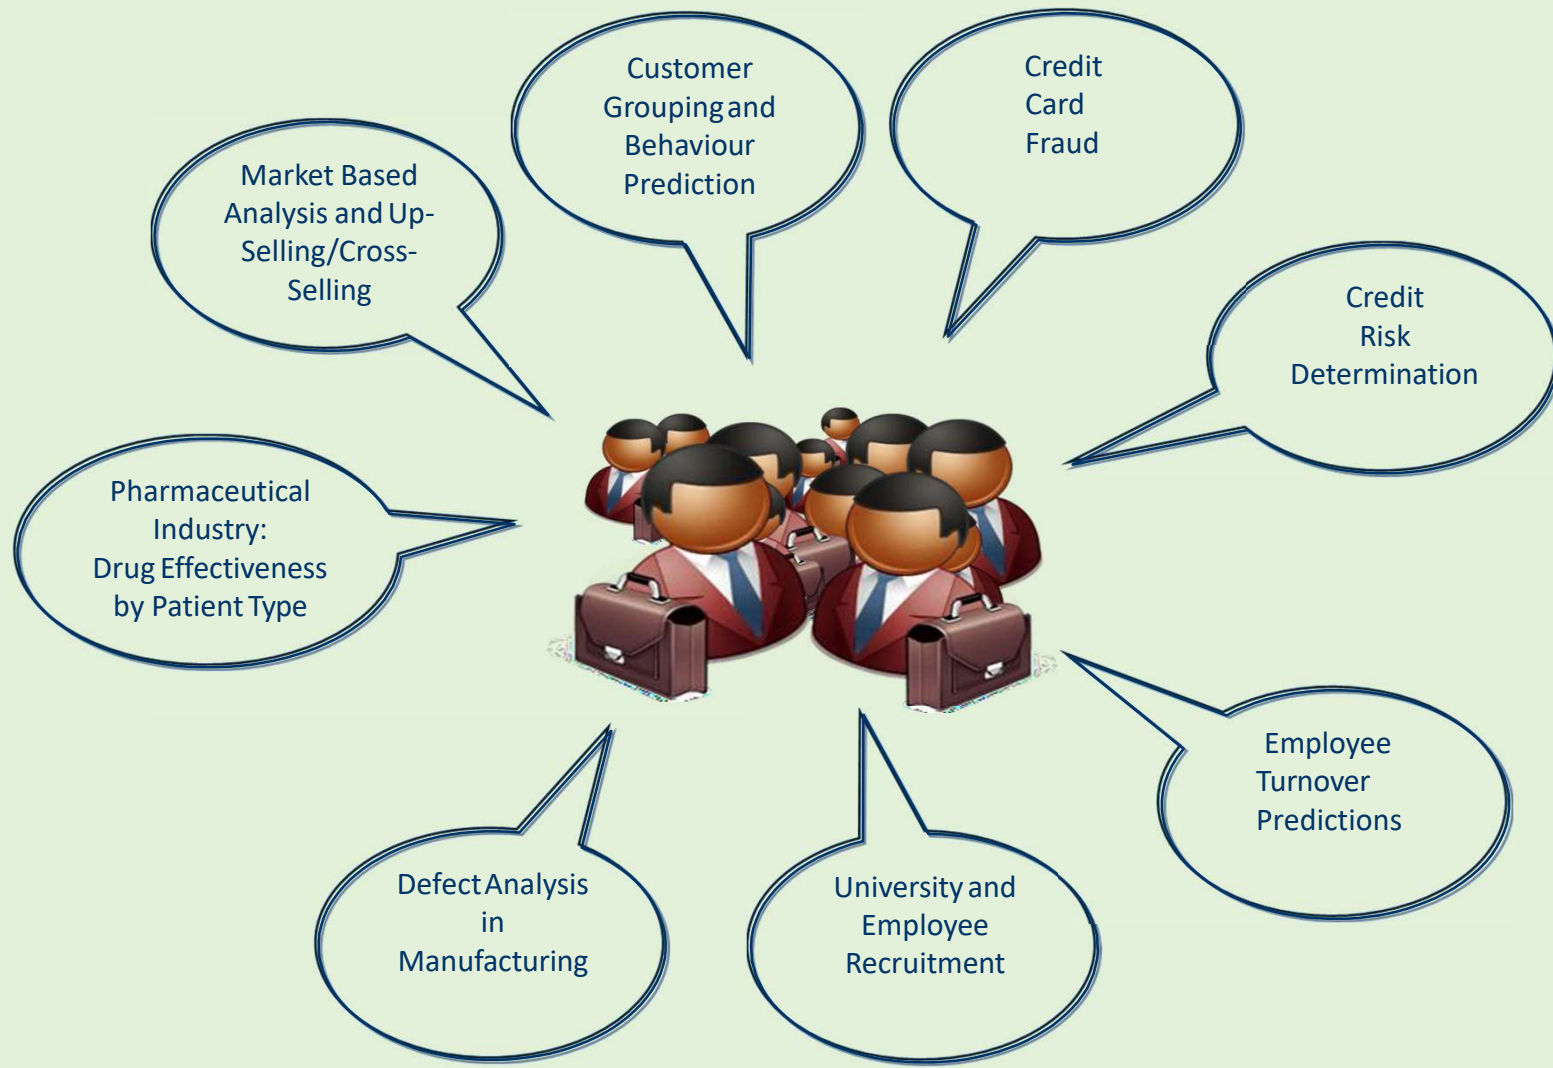 Customer
Grouping and
Behaviour
Prediction
Credit
Card
Fraud
Market Based
Analysis and Up-
Selling/Cross-
Selling
Credit
Risk
Determination
Pharmaceutical
Industry:
Drug Effectiveness
by Patient Type
Employee
Turnover
Predictions
Defect Analysis
in
Manufacturing
University and
Employee
Recruitment